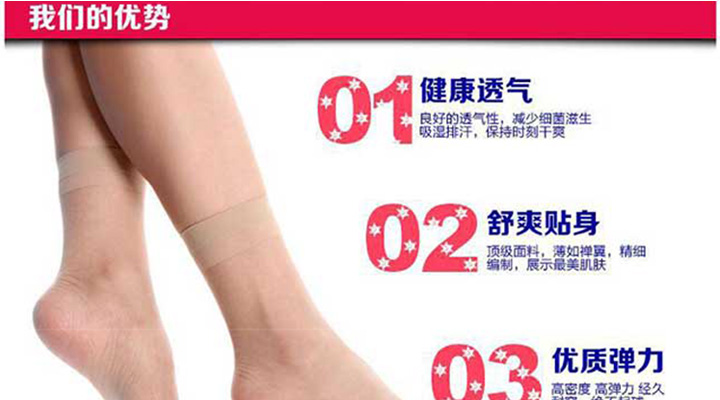 我们的优势
01
健康透气
良好的透气性，减少细菌滋生
吸湿排汗，保持时刻干爽
02
舒爽贴身
顶级面料，薄如禅翼，精细
编制，展示最美肌肤
03
优质弹力
高密度 高弹力 经久